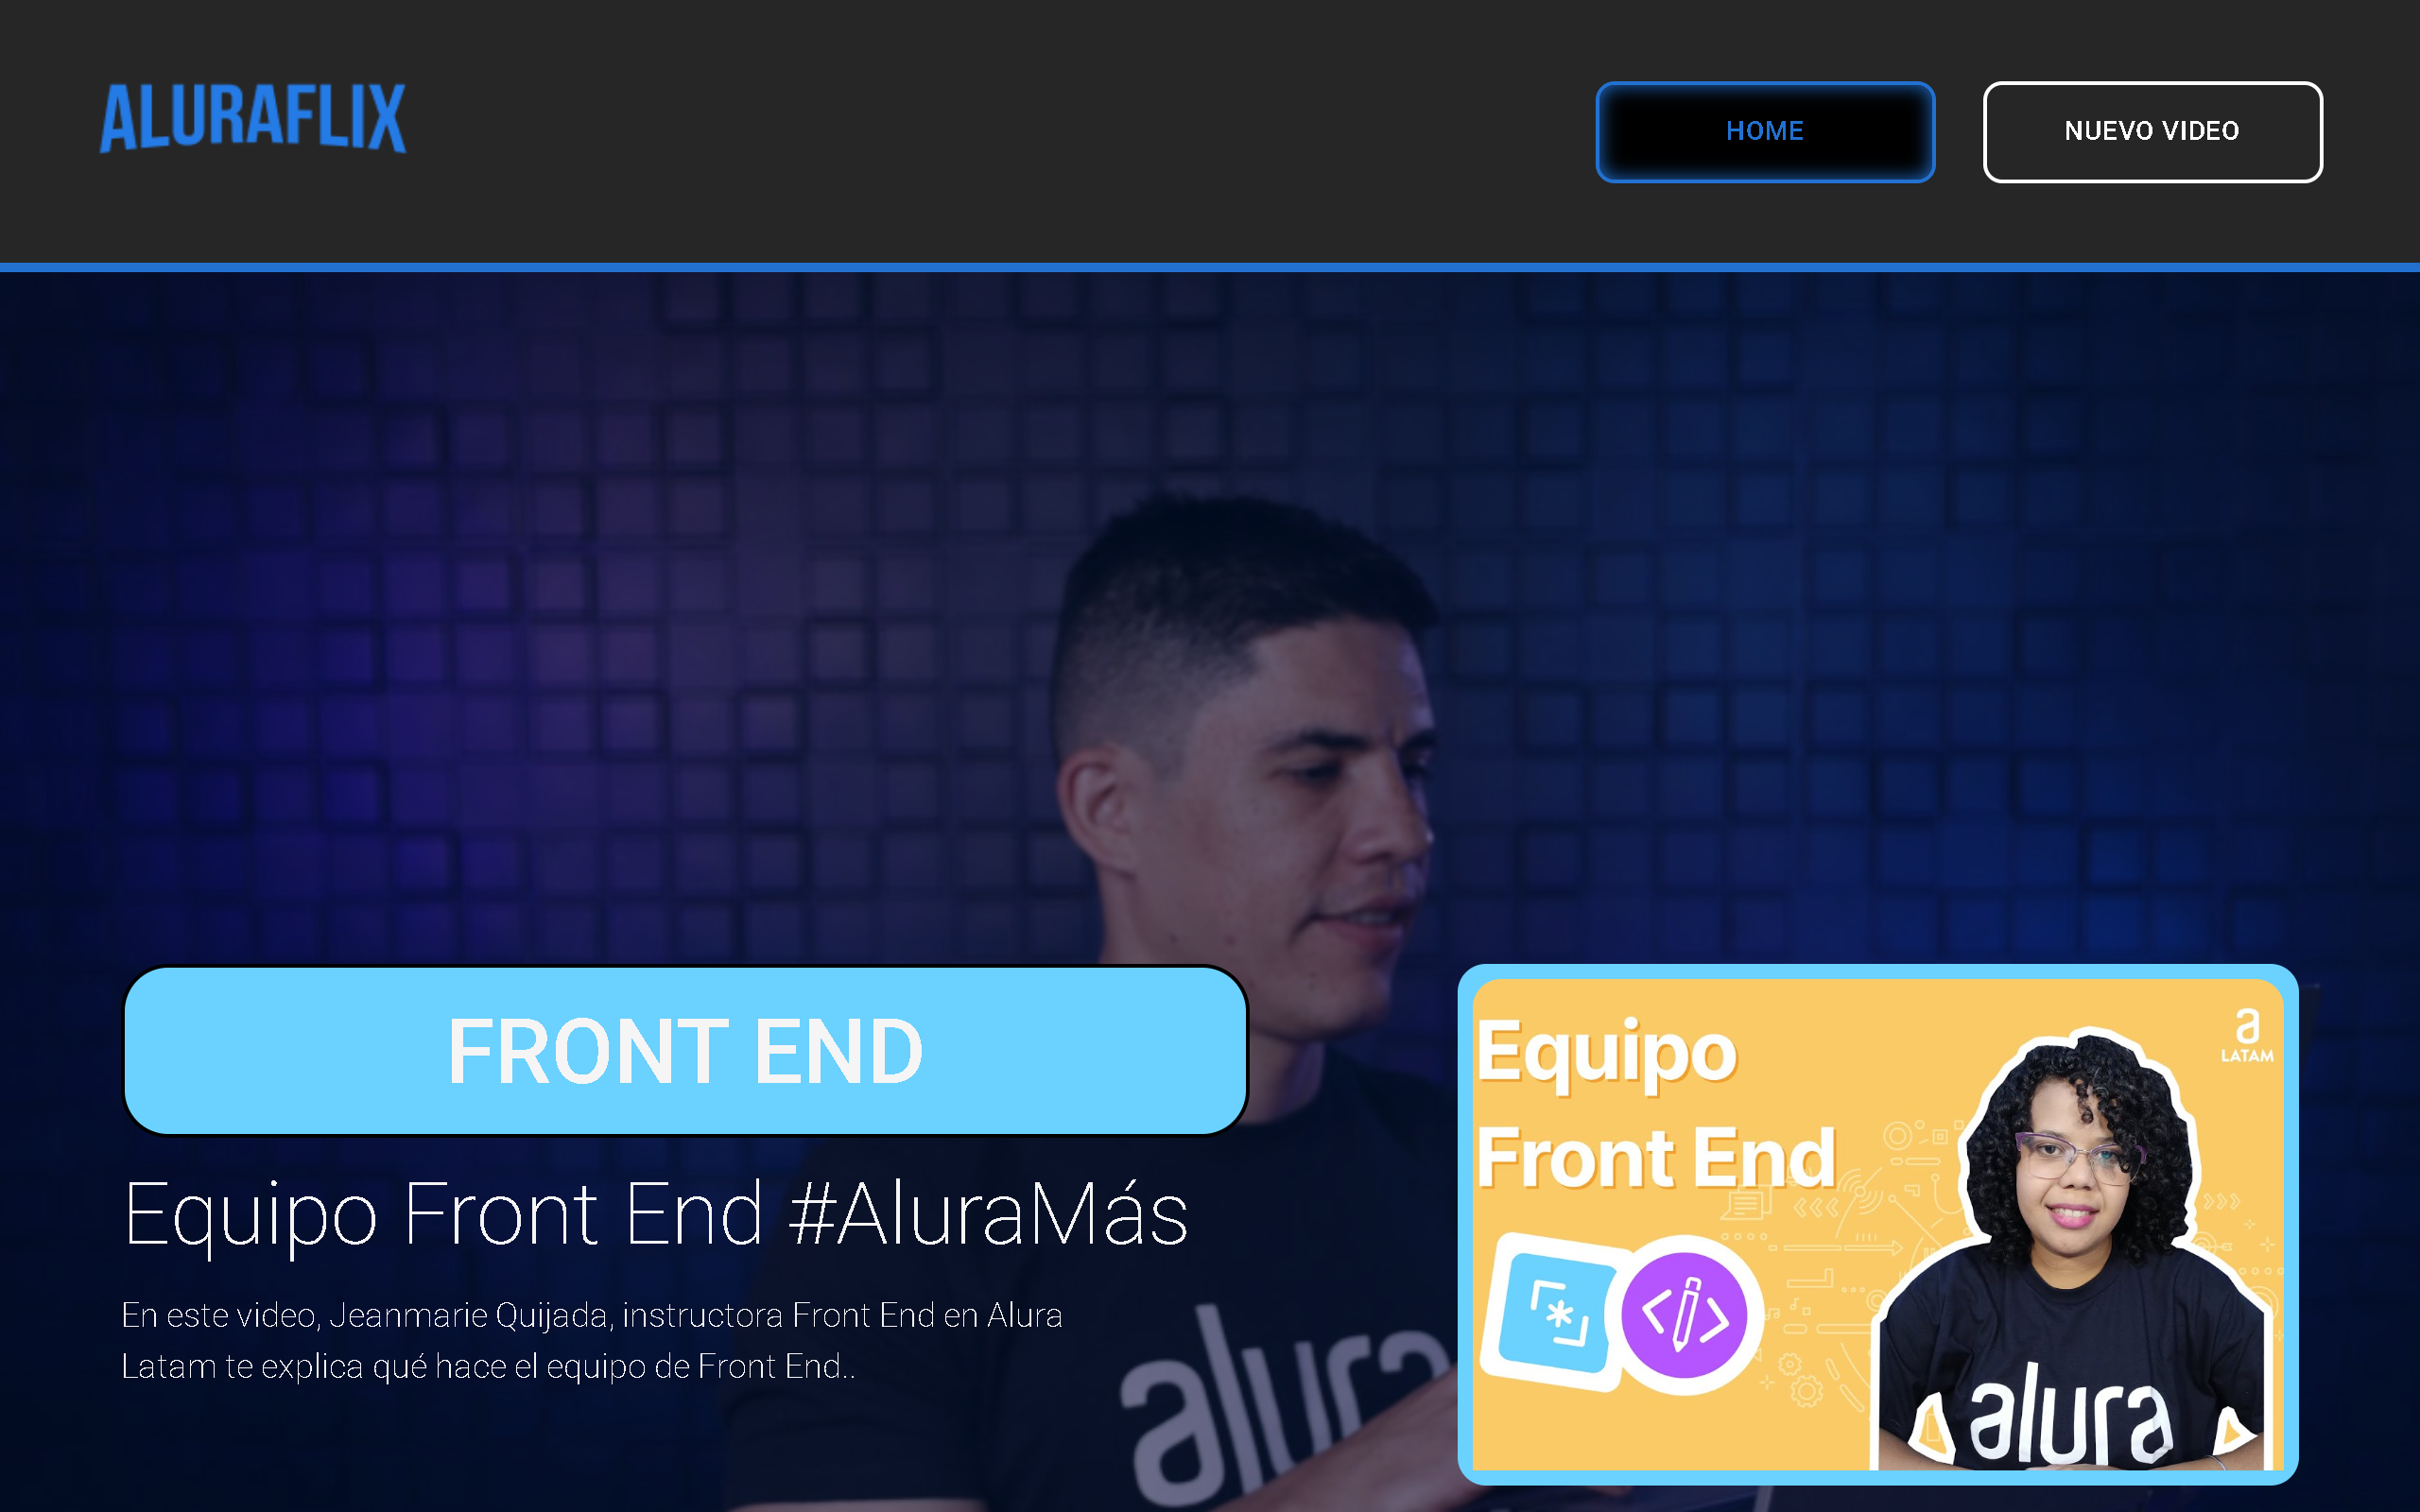 ALURAFLIX
HOME
NUEVO VIDEO
FRONT END
Equipo Front End #AluraMás
En este video, Jeanmarie Quijada, instructora Front End en Alura
Latam te explica qué hace el equipo de Front End..
alura
Equipo
Front End
a
LATAM
alura